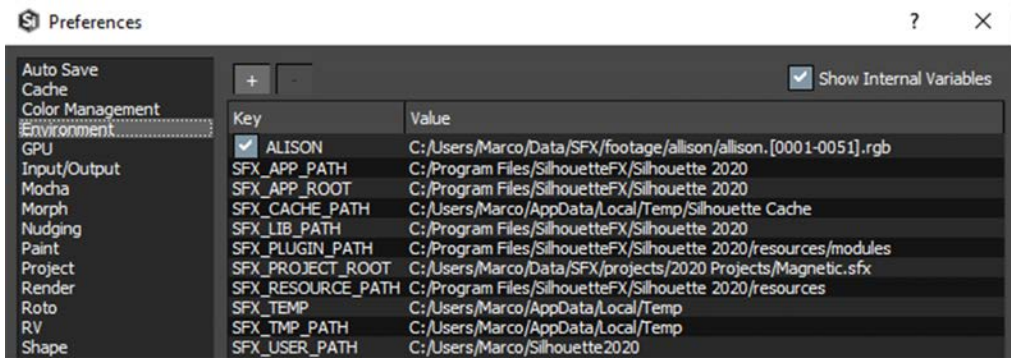 Preferences ? ×
Auto Save
Cache
Color Management
Environment
GPU
Input/Output
Mocha
Morph
Nudging
Paint
Project
Render
Roto
RV
Shape
+ -
Show Internal Variables
Key Value
ALISON C:/Users/Marco/Data/SFX/footage/allison/allison.[0001-0051].rgb
SFX_APP_PATH C:/Program Files/SilhouetteFX/Silhouette 2020
SFX_APP_ROOT C:/Program Files/SilhouetteFX/Silhouette 2020
SFX_CACHE_PATH C:/Users/Marco/AppData/Local/Temp/Silhouette Cache
SFX_LIB_PATH C:/Program Files/SilhouetteFX/Silhouette 2020
SFX_PLUGIN_PATH C:/Program Files/SilhouetteFX/Silhouette 2020/resources/modules
SFX_PROJECT_ROOT C:/Users/Marco/Data/SFX/projects/2020 Projects/Magnetic.sfx
SFX_RESOURCE_PATH C:/Program Files/SilhouetteFX/Silhouette 2020/resources
SFX_TEMP C:/Users/Marco/AppData/Local/Temp
SFX_TMP_PATH C:/Users/Marco/AppData/Local/Temp
SFX_USER_PATH C:/Users/Marco/Silhouette2020